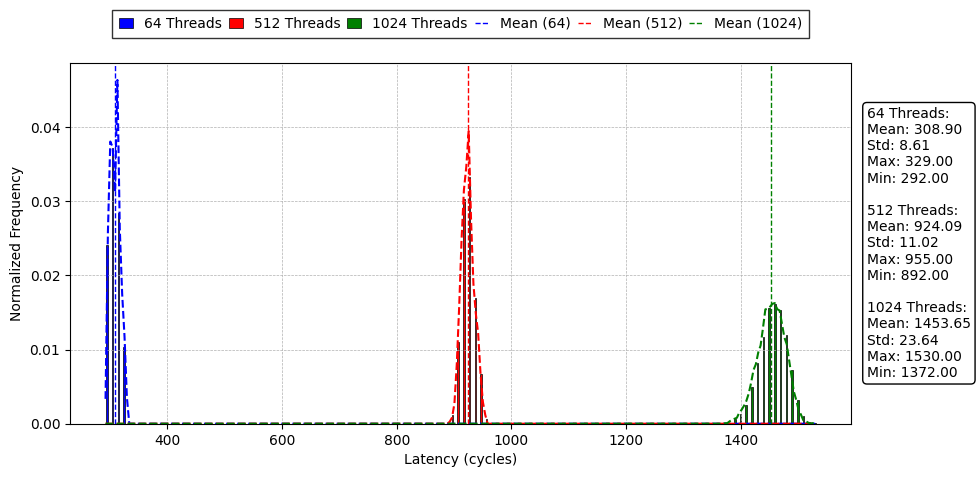 64 Threads 512 Threads 1024 Threads Mean (64) Mean (512) Mean (1024)
Normalized Frequency
0.04
0.03
0.02
0.01
0.00
400 600 800 1000 1200 1400
Latency (cycles)
64 Threads:
Mean: 308.90
Std: 8.61
Max: 329.00
Min: 292.00
512 Threads:
Mean: 924.09
Std: 11.02
Max: 955.00
Min: 892.00
1024 Threads:
Mean: 1453.65
Std: 23.64
Max: 1530.00
Min: 1372.00